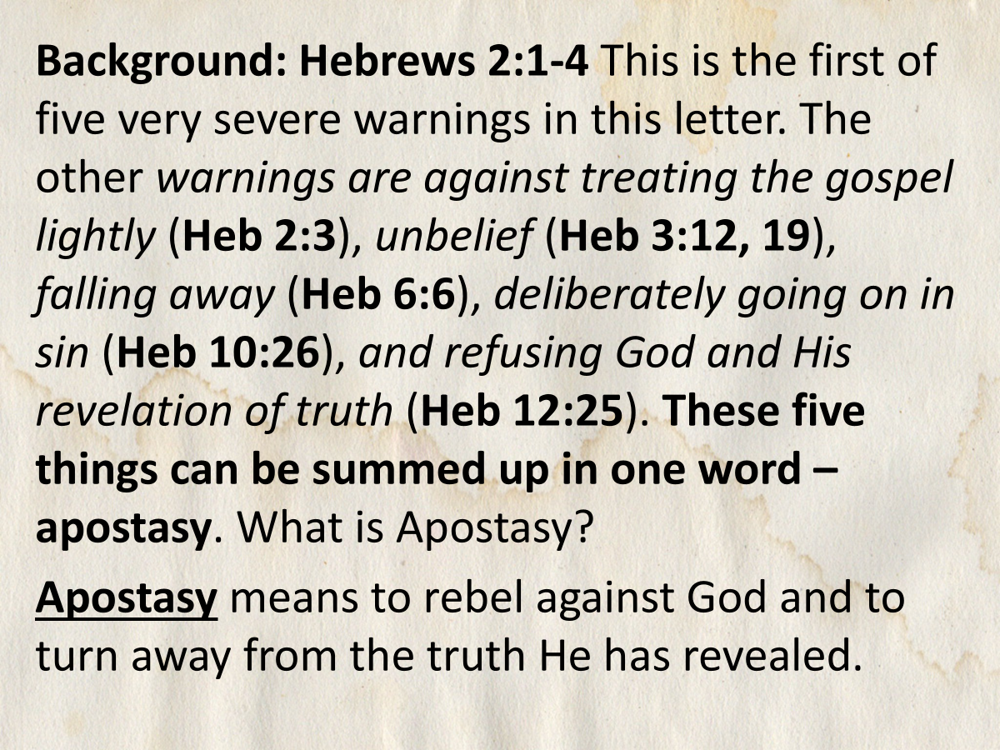 Background: Hebrews 2:1-4 This is the first of
five very severe warnings in this letter. The
other warnings are against treating the gospel
lightly (Heb 2:3), unbelief (Heb 3:12, 19),
falling away (Heb 6:6), deliberately going on in
sin (Heb 10:26), and refusing God and His
revelation of truth (Heb 12:25). These five
things can be summed up in one word –
apostasy. What is Apostasy?
Apostasy means to rebel against God and to
turn away from the truth He has revealed.